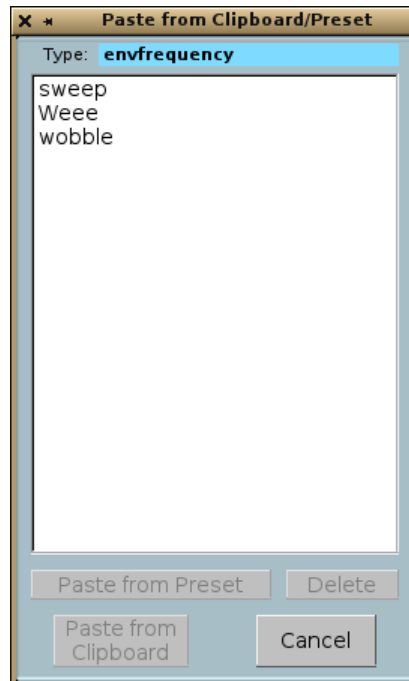 Paste from Clipboard/Preset
Type: envfrequency
sweep
Weee
wobble
Paste from Preset Delete
Paste from
Clipboard
Cancel